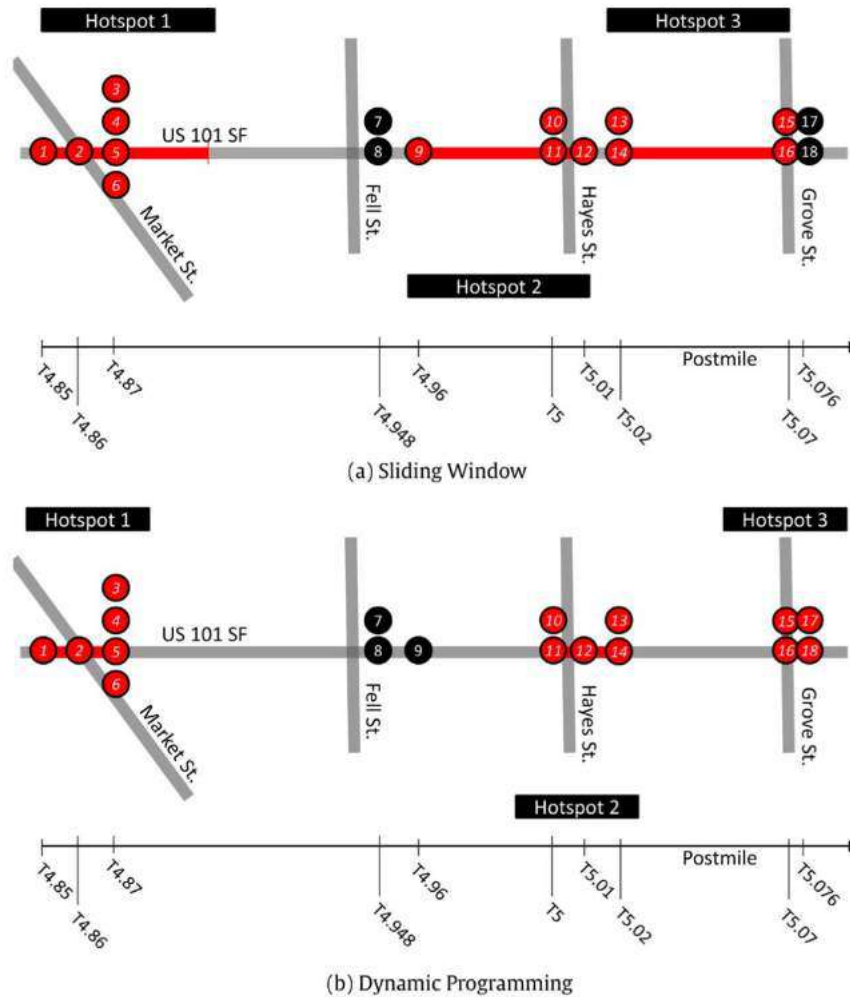 Hotspot 1
Hotspot 3
3
4
US 101 SF
7
10
13
15 17
1 2 5
8 9
11 12 14
16 18
6
Market St.
Fell St.
Hayes St.
Grove St.
Hotspot 2
Postmile
T4.85
T4.86
T4.87
T4.948
T4.96
T5
T5.01
T5.02
T5.07
T5.076
(a) Sliding Window
Hotspot 1
Hotspot 3
3
4
US 101 SF
7
10
13
15 17
1 2 5
8 9
11 12 14
16 18
6
Market St.
Fell St.
Hayes St.
Grove St.
Hotspot 2
Postmile
T4.85
T4.86
T4.87
T4.948
T4.96
T5
T5.01
T5.02
T5.07
T5.076
(b) Dynamic Programming